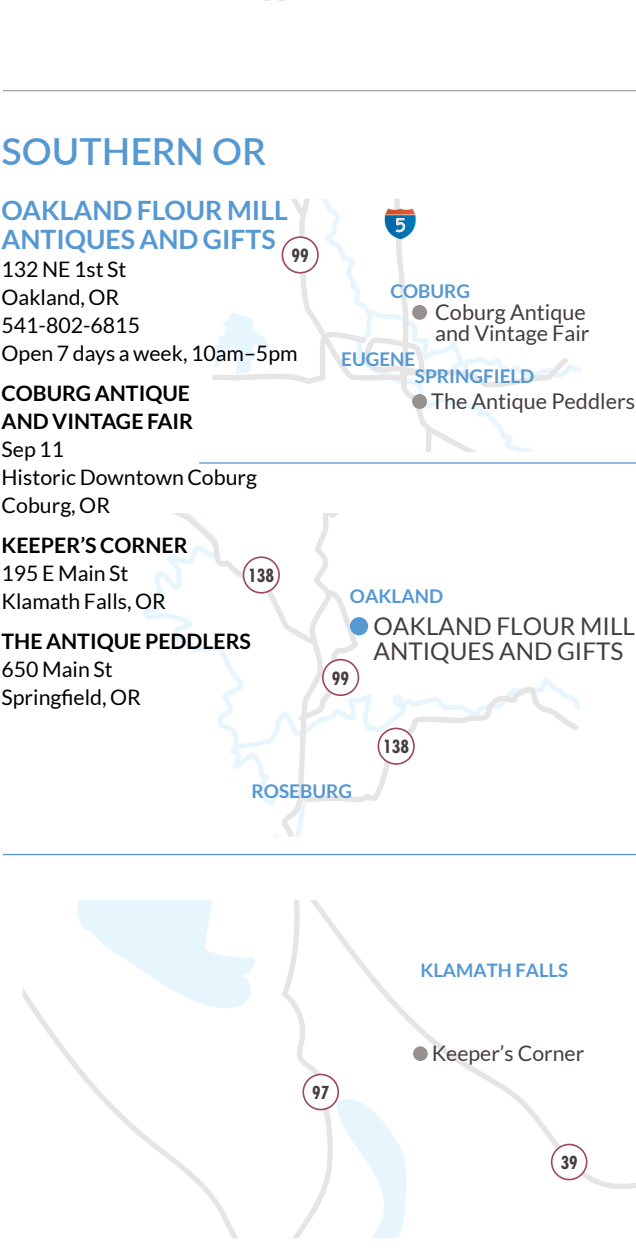 SOUTHERN OR
OAKLAND FLOUR MILL
ANTIQUES AND GIFTS
132 NE 1st St
Oakland, OR
541-802-6815
Open 7 days a week, 10am–5pm
COBURG ANTIQUE
AND VINTAGE FAIR
Sep 11
Historic Downtown Coburg
Coburg, OR
KEEPER'S CORNER
195 E Main St
Klamath Falls, OR
THE ANTIQUE PEDDLERS
650 Main St
Springfield, OR
5
99
COBURG
Coburg Antique
and Vintage Fair
EUGENE
SPRINGFIELD
The Antique Peddlers
138
OAKLAND
OAKLAND FLOUR MILL
ANTIQUES AND GIFTS
99
138
ROSEBURG
KLAMATH FALLS
Keeper's Corner
97
39